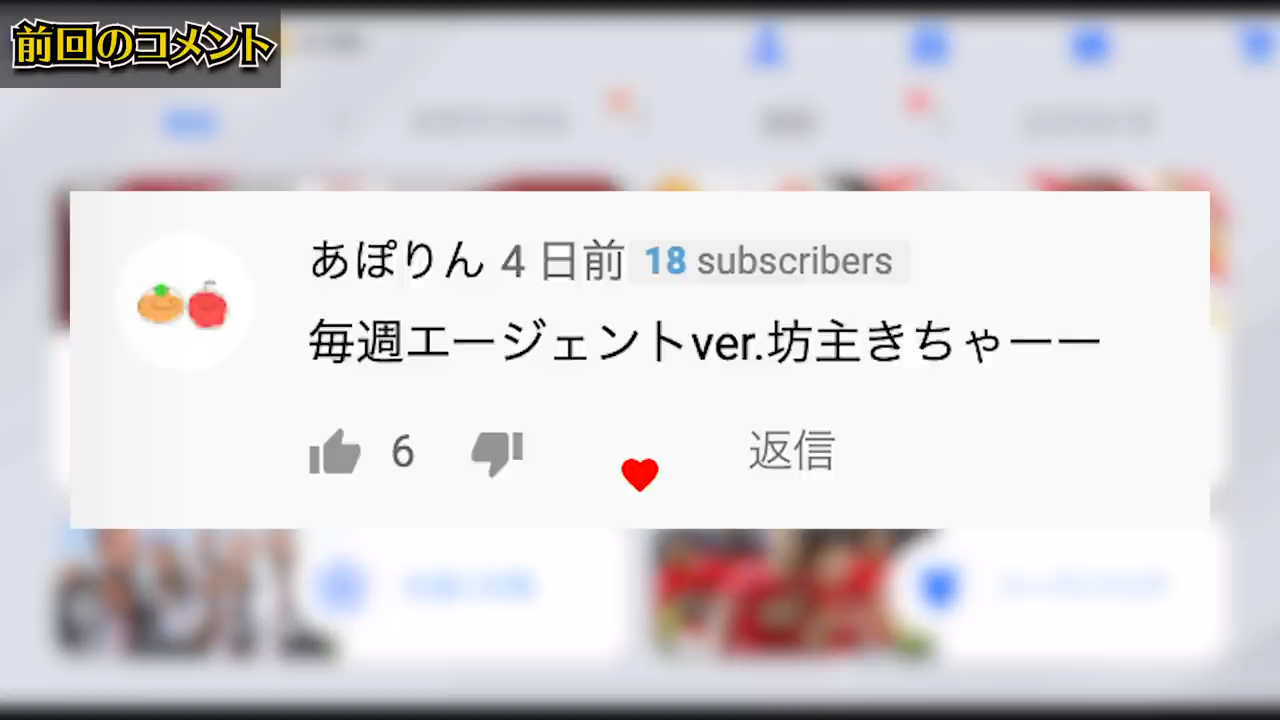 前回のコメント
あぽりん 4 日前 18 subscribers
毎週エージェントver.坊主きちゃーー
6
返信